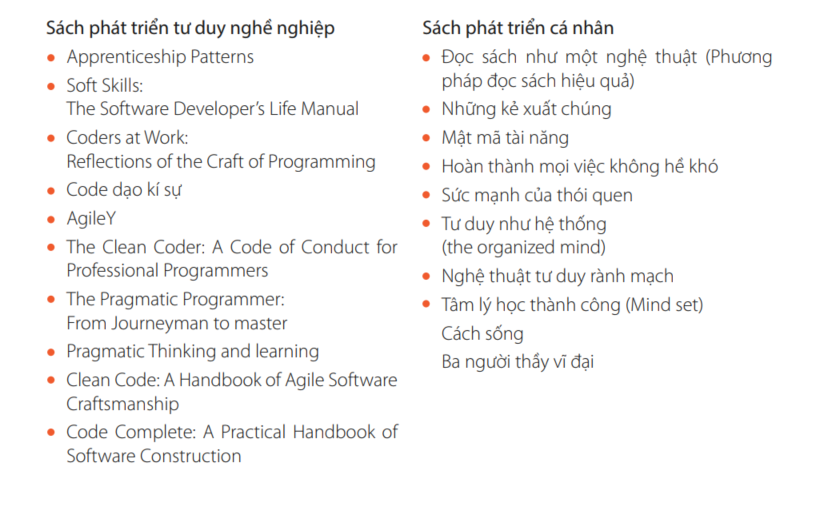 Sách phát triển tư duy nghề nghiệp
• Apprenticeship Patterns
• Soft Skills:
The Software Developer's Life Manual
• Coders at Work:
Reflections of the Craft of Programming
• Code dạo kí sự
• AgileY
• The Clean Coder: A Code of Conduct for
Professional Programmers
• The Pragmatic Programmer:
From Journeyman to master
• Pragmatic Thinking and learning
• Clean Code: A Handbook of Agile Software
Craftsmanship
• Code Complete: A Practical Handbook of
Software Construction
Sách phát triển cá nhân
• Đọc sách như một nghệ thuật (Phương
pháp đọc sách hiệu quả)
• Những kẻ xuất chúng
• Mật mã tài năng
• Hoàn thành mọi việc không hề khó
• Sức mạnh của thói quen
• Tư duy như hệ thống
(the organized mind)
• Nghệ thuật tư duy rành mạch
• Tâm lý học thành công (Mind set)
Cách sống
Ba người thầy vĩ đại